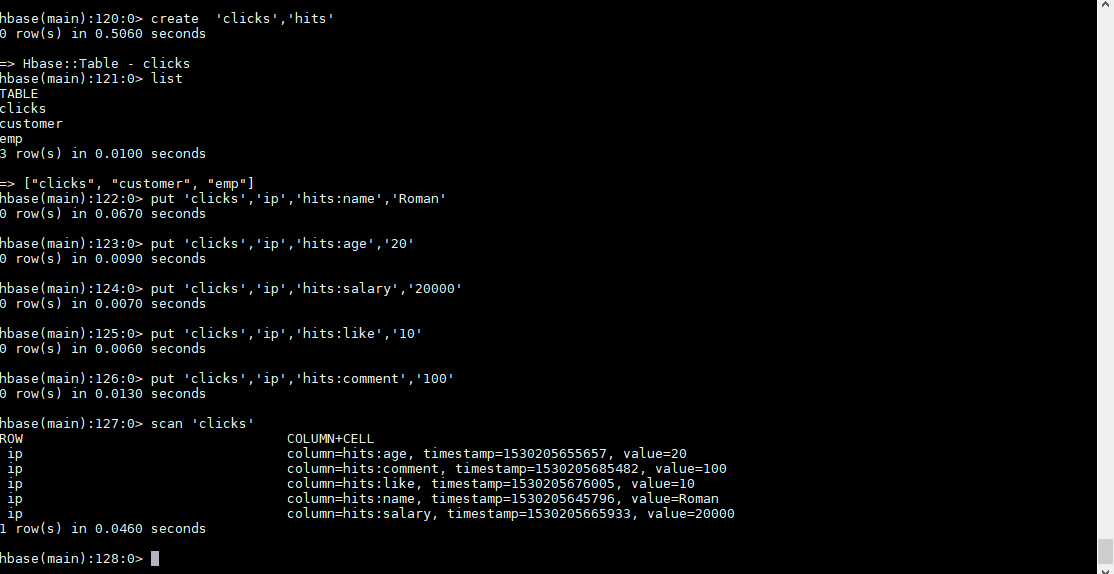 hbase(main):120:0> create  'clicks','hits'
0 row(s) in 0.5060 seconds
=> Hbase::Table - clicks
hbase(main):121:0> list
TABLE
clicks
customer
emp
3 row(s) in 0.0100 seconds
=> ["clicks", "customer", "emp"]
hbase(main):122:0> put 'clicks','ip','hits:name','Roman'
0 row(s) in 0.0670 seconds
hbase(main):123:0> put 'clicks','ip','hits:age','20'
0 row(s) in 0.0090 seconds
hbase(main):124:0> put 'clicks','ip','hits:salary','20000'
0 row(s) in 0.0070 seconds
hbase(main):125:0> put 'clicks','ip','hits:like','10'
0 row(s) in 0.0060 seconds
hbase(main):126:0> put 'clicks','ip','hits:comment','100'
0 row(s) in 0.0130 seconds
hbase(main):127:0> scan 'clicks'
ROW COLUMN+CELL
ip column=hits:age, timestamp=1530205655657, value=20
ip column=hits:comment, timestamp=1530205685482, value=100
ip column=hits:like, timestamp=1530205676005, value=10
ip column=hits:name, timestamp=1530205645796, value=Roman
ip column=hits:salary, timestamp=1530205665933, value=20000
1 row(s) in 0.0460 seconds
hbase(main):128:0>